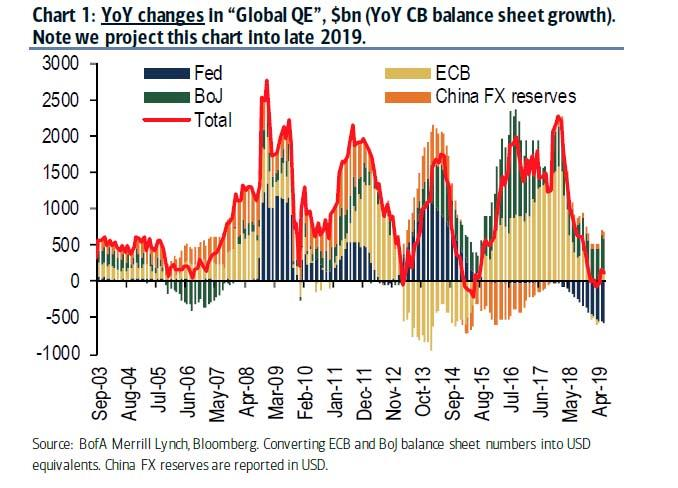 Chart 1: YoY changes in “Global QE”, $bn (YoY CB balance sheet growth).
Note we project this chart into late 2019.
3000
2500
2000
1500
1000
500
0
-500
-1000
Fed
ECB
BoJ
China FX reserves
Total
Sep-03
Aug-04
Jul-05
Jun-06
May-07
Apr-08
Mar-09
Feb-10
Jan-11
Dec-11
Nov-12
Oct-13
Sep-14
Aug-15
Jul-16
Jun-17
May-18
Apr-19
Source: BofA Merrill Lynch, Bloomberg. Converting ECB and BoJ balance sheet numbers into USD
equivalents. China FX reserves are reported in USD.